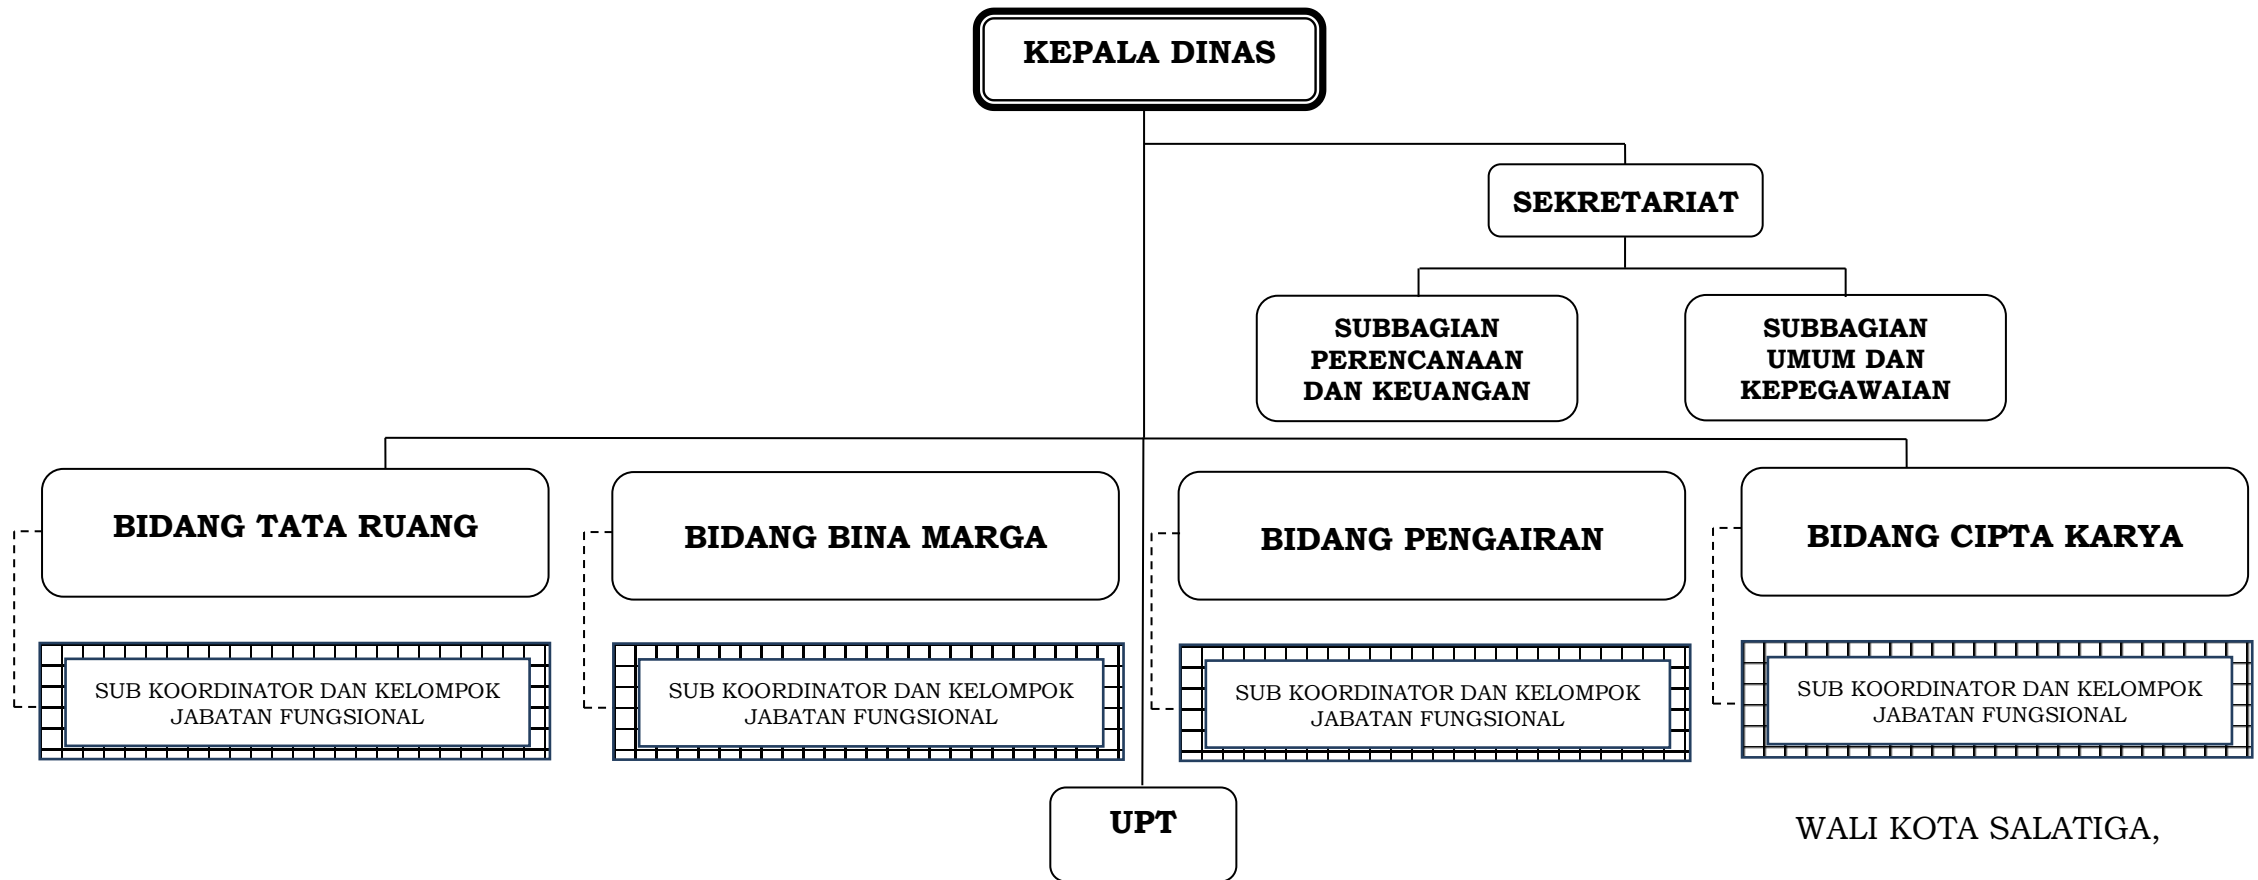 KEPALA DINAS
SEKRETARIAT
SUBBAGIAN
PERENCANAAN
DAN KEUANGAN
SUBBAGIAN
UMUM DAN
KEPEGAWAIAN
BIDANG TATA RUANG
BIDANG BINA MARGA
BIDANG PENGAIRAN
BIDANG CIPTA KARYA
SUB KOORDINATOR DAN KELOMPOK
JABATAN FUNGSIONAL
SUB KOORDINATOR DAN KELOMPOK
JABATAN FUNGSIONAL
SUB KOORDINATOR DAN KELOMPOK
JABATAN FUNGSIONAL
SUB KOORDINATOR DAN KELOMPOK
JABATAN FUNGSIONAL
UPT
WALI KOTA SALATIGA,